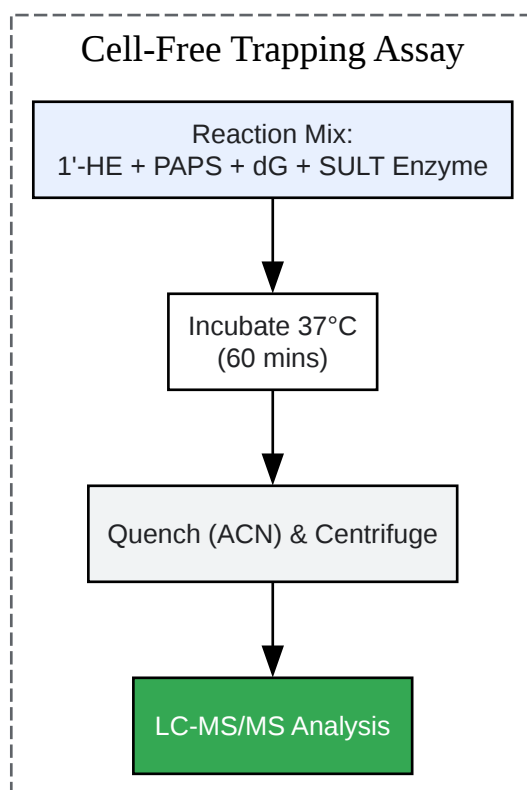 Cell-Free Trapping Assay
Reaction Mix:
1'-HE + PAPS + dG + SULT Enzyme
Incubate 37°C
(60 mins)
Quench (ACN) & Centrifuge
LC-MS/MS Analysis